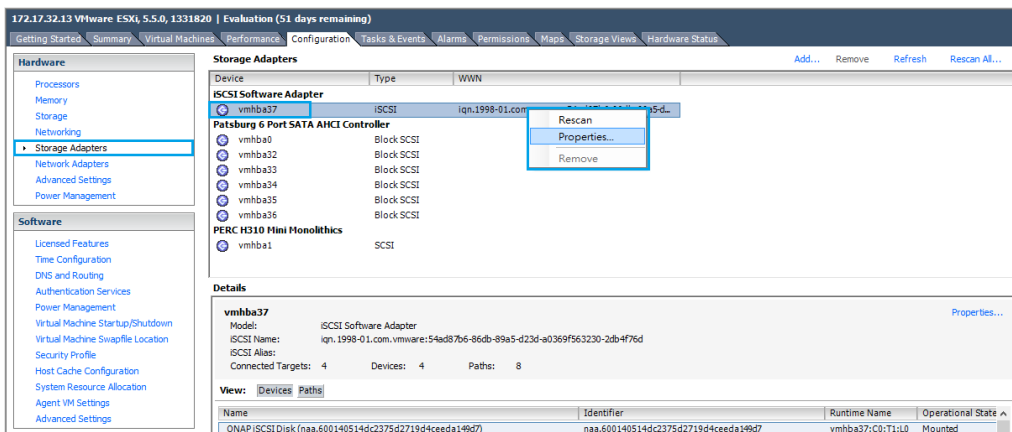 172.17.32.13 VMware ESXi, 5.5.0, 1331820 | Evaluation (51 days remaining)
Getting Started Summary Virtual Machines Performance Configuration Tasks & Events Alarms Permissions Maps Storage Views Hardware Status
Hardware
Processors
Memory
Storage
Networking
Storage Adapters
Network Adapters
Advanced Settings
Power Management
Software
Licensed Features
Time Configuration
DNS and Routing
Authentication Services
Power Management
Virtual Machine Startup/Shutdown
Virtual Machine Swapfile Location
Security Profile
Host Cache Configuration
System Resource Allocation
Agent VM Settings
Advanced Settings
Storage Adapters
Add... Remove Refresh Rescan All...
Device Type WWN
iSCSI Software Adapter
vmhba37 iSCSI iqn.1998-01.com
Patsburg 6 Port SATA AHCI Controller
vmhba0 Block SCSI
vmhba32 Block SCSI
vmhba33 Block SCSI
vmhba34 Block SCSI
vmhba35 Block SCSI
vmhba36 Block SCSI
PERC H310 Mini Monolithics
vmhba1 SCSI
Rescan
Properties...
Remove
Details
vmhba37
Properties...
Model: iSCSI Software Adapter
iSCSI Name: iqn.1998-01.com.vmware:54ad87b6-86db-89a5-d23d-a0369f563230-2db4f76d
iSCSI Alias:
Connected Targets: 4 Devices: 4 Paths: 8
View: Devices Paths
Name Identifier Runtime Name Operational State
QNAP iSCSI Disk (naa.600140514dc2375d2719d4ceeda149d7) naa.600140514dc2375d2719d4ceeda149d7 vmhba37:C0:T1:L0 Mounted